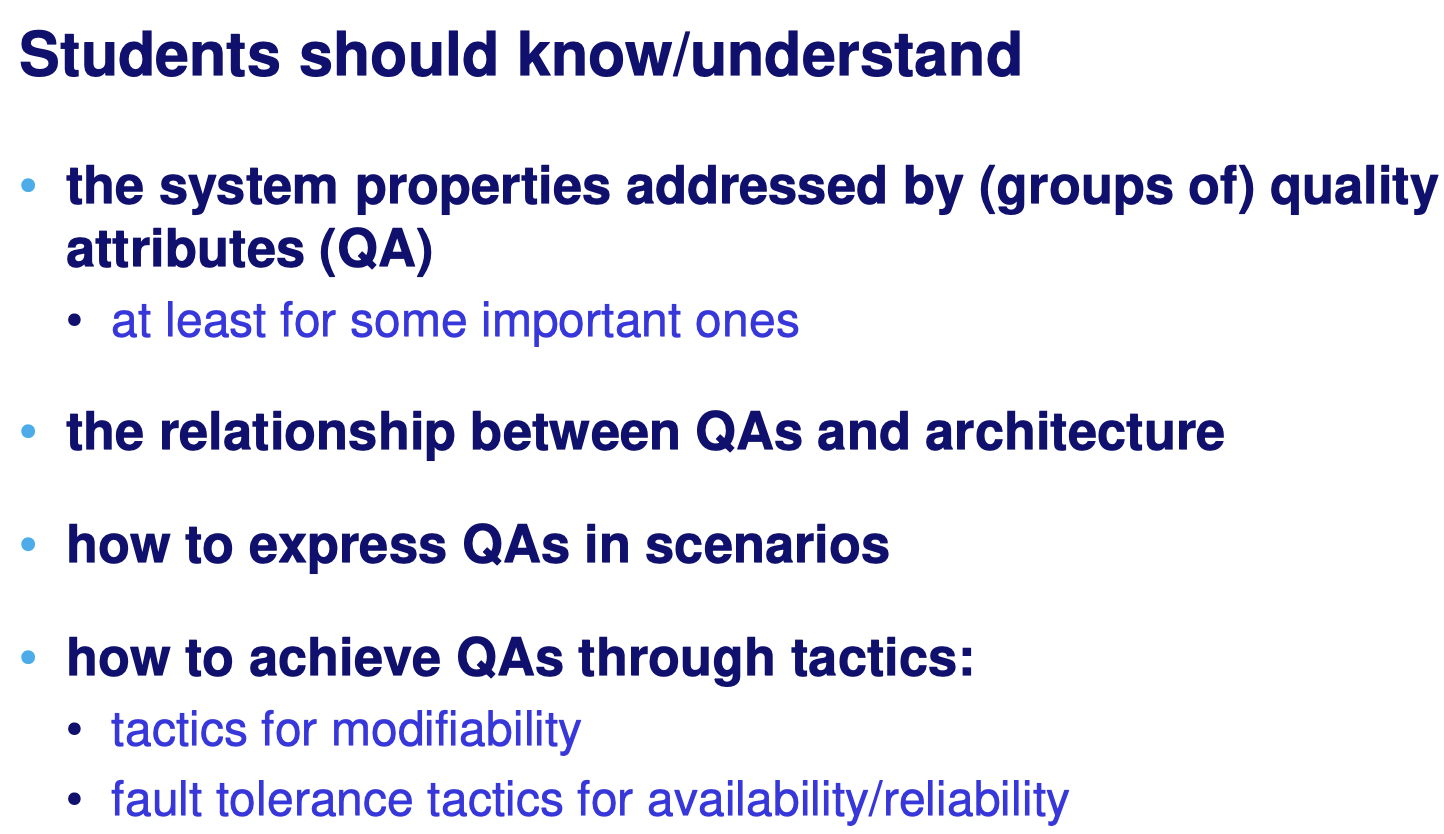 Students should know/understand
• the system properties addressed by (groups of) quality
attributes (QA)
• at least for some important ones
• the relationship between QAs and architecture
• how to express QAs in scenarios
• how to achieve QAs through tactics:
• tactics for modifiability
• fault tolerance tactics for availability/reliability